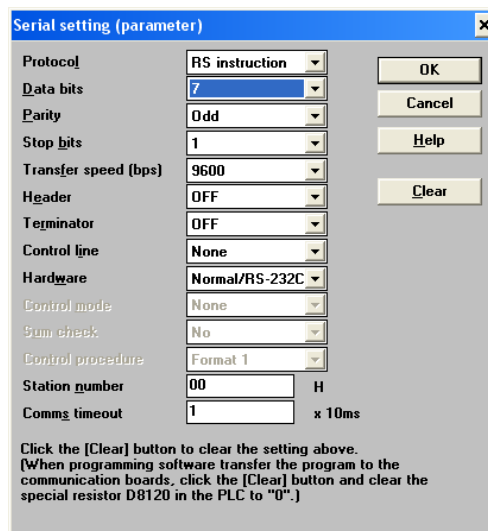 Serial setting (parameter)
Protocol RS instruction OK
Data bits 7
Cancel
Parity Odd
Stop bits 1 Help
Transfer speed (bps) 9600
Header OFF Clear
Terminator OFF
Control line None
Hardware Normal/RS-232C
Control mode None
Sum check No
Control procedure Format 1
Station number 00 H
Comms timeout 1 x 10ms
Click the [Clear] button to clear the setting above.
(When programming software transfer the program to the
communication boards, click the [Clear] button and clear the
special resistor D8120 in the PLC to "0".)